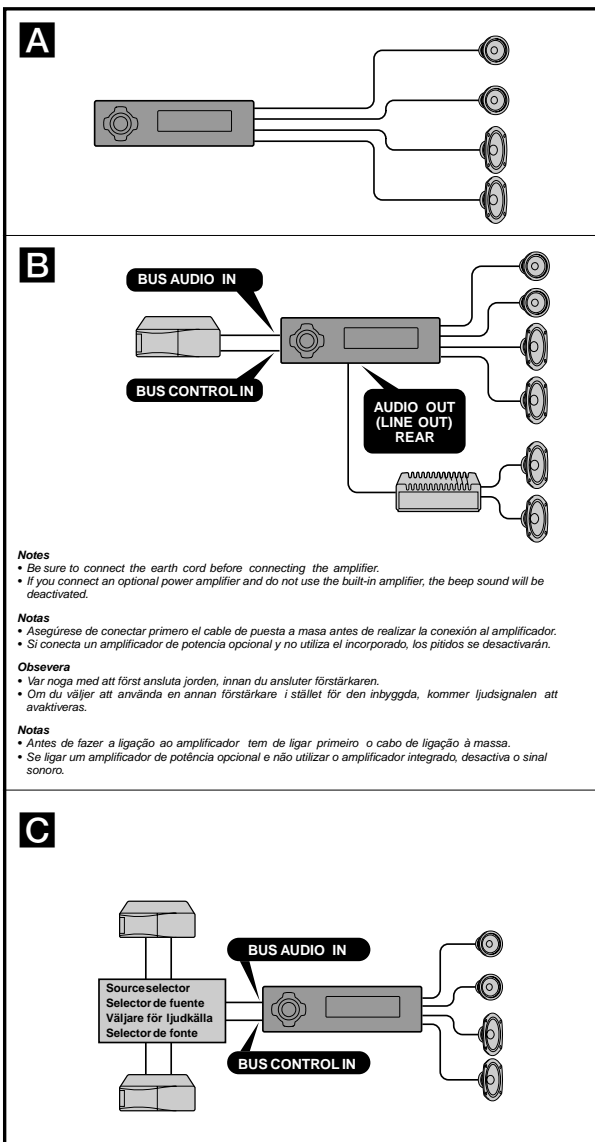 A
B
BUS AUDIO IN
BUS CONTROL IN
AUDIO OUT
(LINE OUT)
REAR
Notes
• Be sure to connect the earth cord before connecting the amplifier.
• If you connect an optional power amplifier and do not use the built-in amplifier, the beep sound will be
deactivated.
Notas
• Asegúrese de conectar primero el cable de puesta a masa antes de realizar la conexión al amplificador.
• Si conecta un amplificador de potencia opcional y no utiliza el incorporado, los pitidos se desactivarán.
Obsevera
• Var noga med att först ansluta jorden, innan du ansluter förstärkaren.
• Om du väljer att använda en annan förstärkare i stället för den inbyggda, kommer ljudsignalen att
avaktiveras.
Notas
• Antes de fazer a ligação ao amplificador tem de ligar primeiro o cabo de ligação à massa.
• Se ligar um amplificador de potência opcional e não utilizar o amplificador integrado, desactiva o sinal
sonoro.
C
BUS AUDIO IN
Source selector
Selector de fuente
Väljare för ljudkälla
Selector de fonte
BUS CONTROL IN